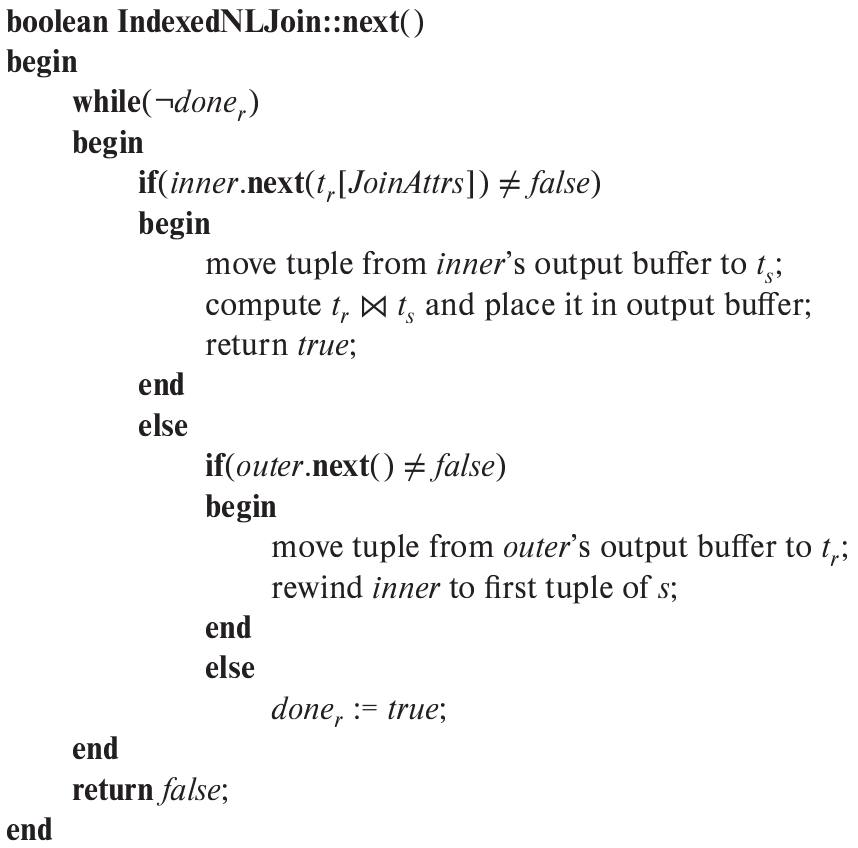 boolean IndexedNLJoin::next()
begin
while(¬done_r)
begin
if(inner.next(t_r[JoinAttrs]) ≠ false)
begin
move tuple from inner’s output buffer to t_s;
compute t_r ⋈ t_s and place it in output buffer;
return true;
end
else
if(outer.next() ≠ false)
begin
move tuple from outer’s output buffer to t_r;
rewind inner to first tuple of s;
end
else
done_r := true;
end
return false;
end